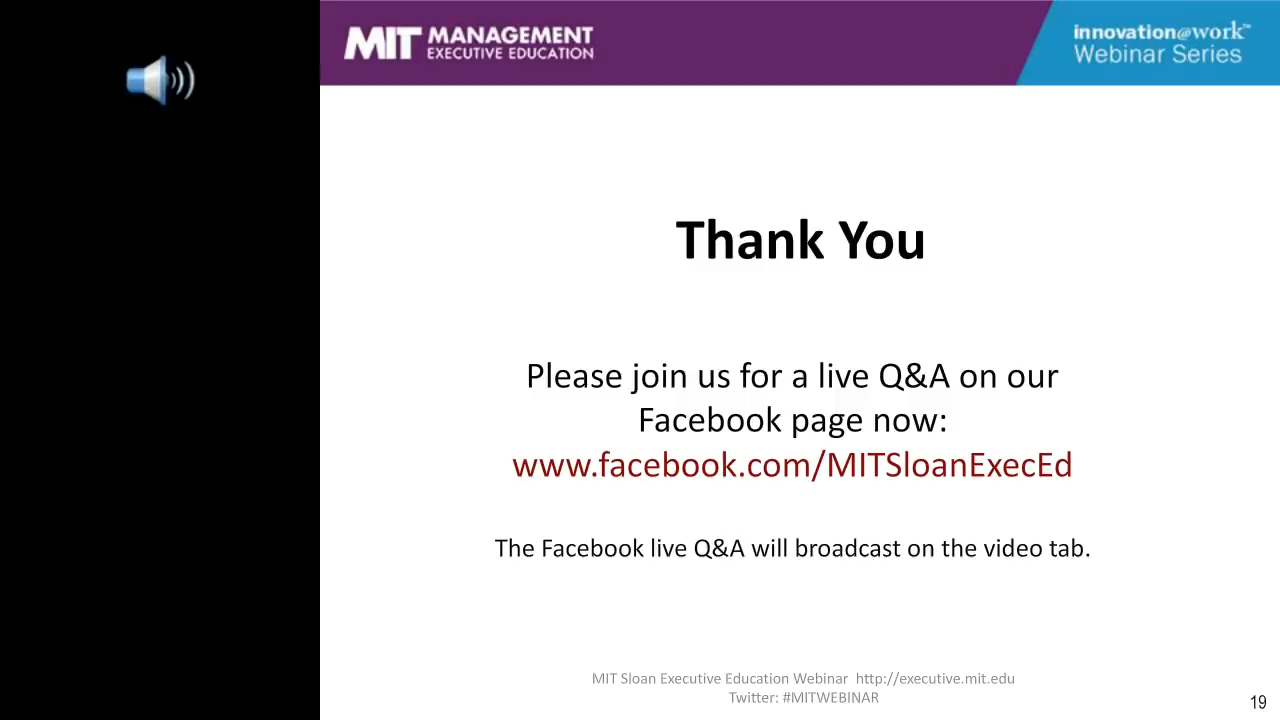 MIT MANAGEMENT
EXECUTIVE EDUCATION
innovation@work™
Webinar Series
Thank You
Please join us for a live Q&A on our
Facebook page now:
www.facebook.com/MITSloanExecEd
The Facebook live Q&A will broadcast on the video tab.
MIT Sloan Executive Education Webinar  http://executive.mit.edu
Twitter: #MITWEBINAR
19